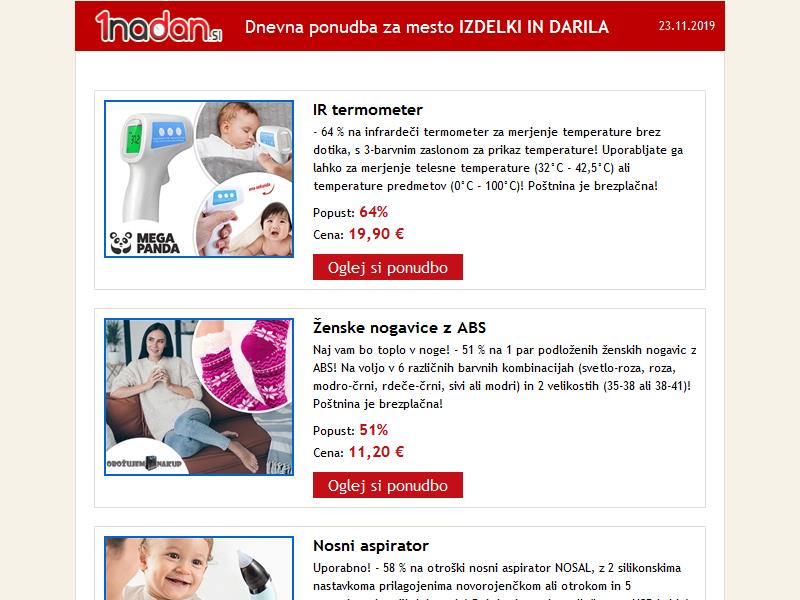 1nadan.si
Dnevna ponudba za mesto IZDELKI IN DARILA
23.11.2019
IR termometer
- 64 % na infrardeči termometer za merjenje temperature brez
dotika, s 3-barvnim zaslonom za prikaz temperature! Uporabljate ga
lahko za merjenje telesne temperature (32°C - 42,5°C) ali
temperature predmetov (0°C - 100°C)! Poštnina je brezplačna!
Popust: 64%
Cena: 19,90 €
Oglej si ponudbo
MEGA
PANDA
Ženske nogavice z ABS
Naj vam bo toplo v noge! - 51 % na 1 par podloženih ženskih nogavic z
ABS! Na voljo v 6 različnih barvnih kombinacijah (svetlo-roza, roza,
modro-črni, rdeče-črni, sivi ali modri) in 2 velikostih (35-38 ali 38-41)!
Poštnina je brezplačna!
Popust: 51%
Cena: 11,20 €
Oglej si ponudbo
OBOŽUJEM NAKUP
Nosni aspirator
Uporabno! - 58 % na otroški nosni aspirator NOSAL, z 2 silikonskima
nastavkoma prilagojenima novorojenčkom ali otrokom in 5